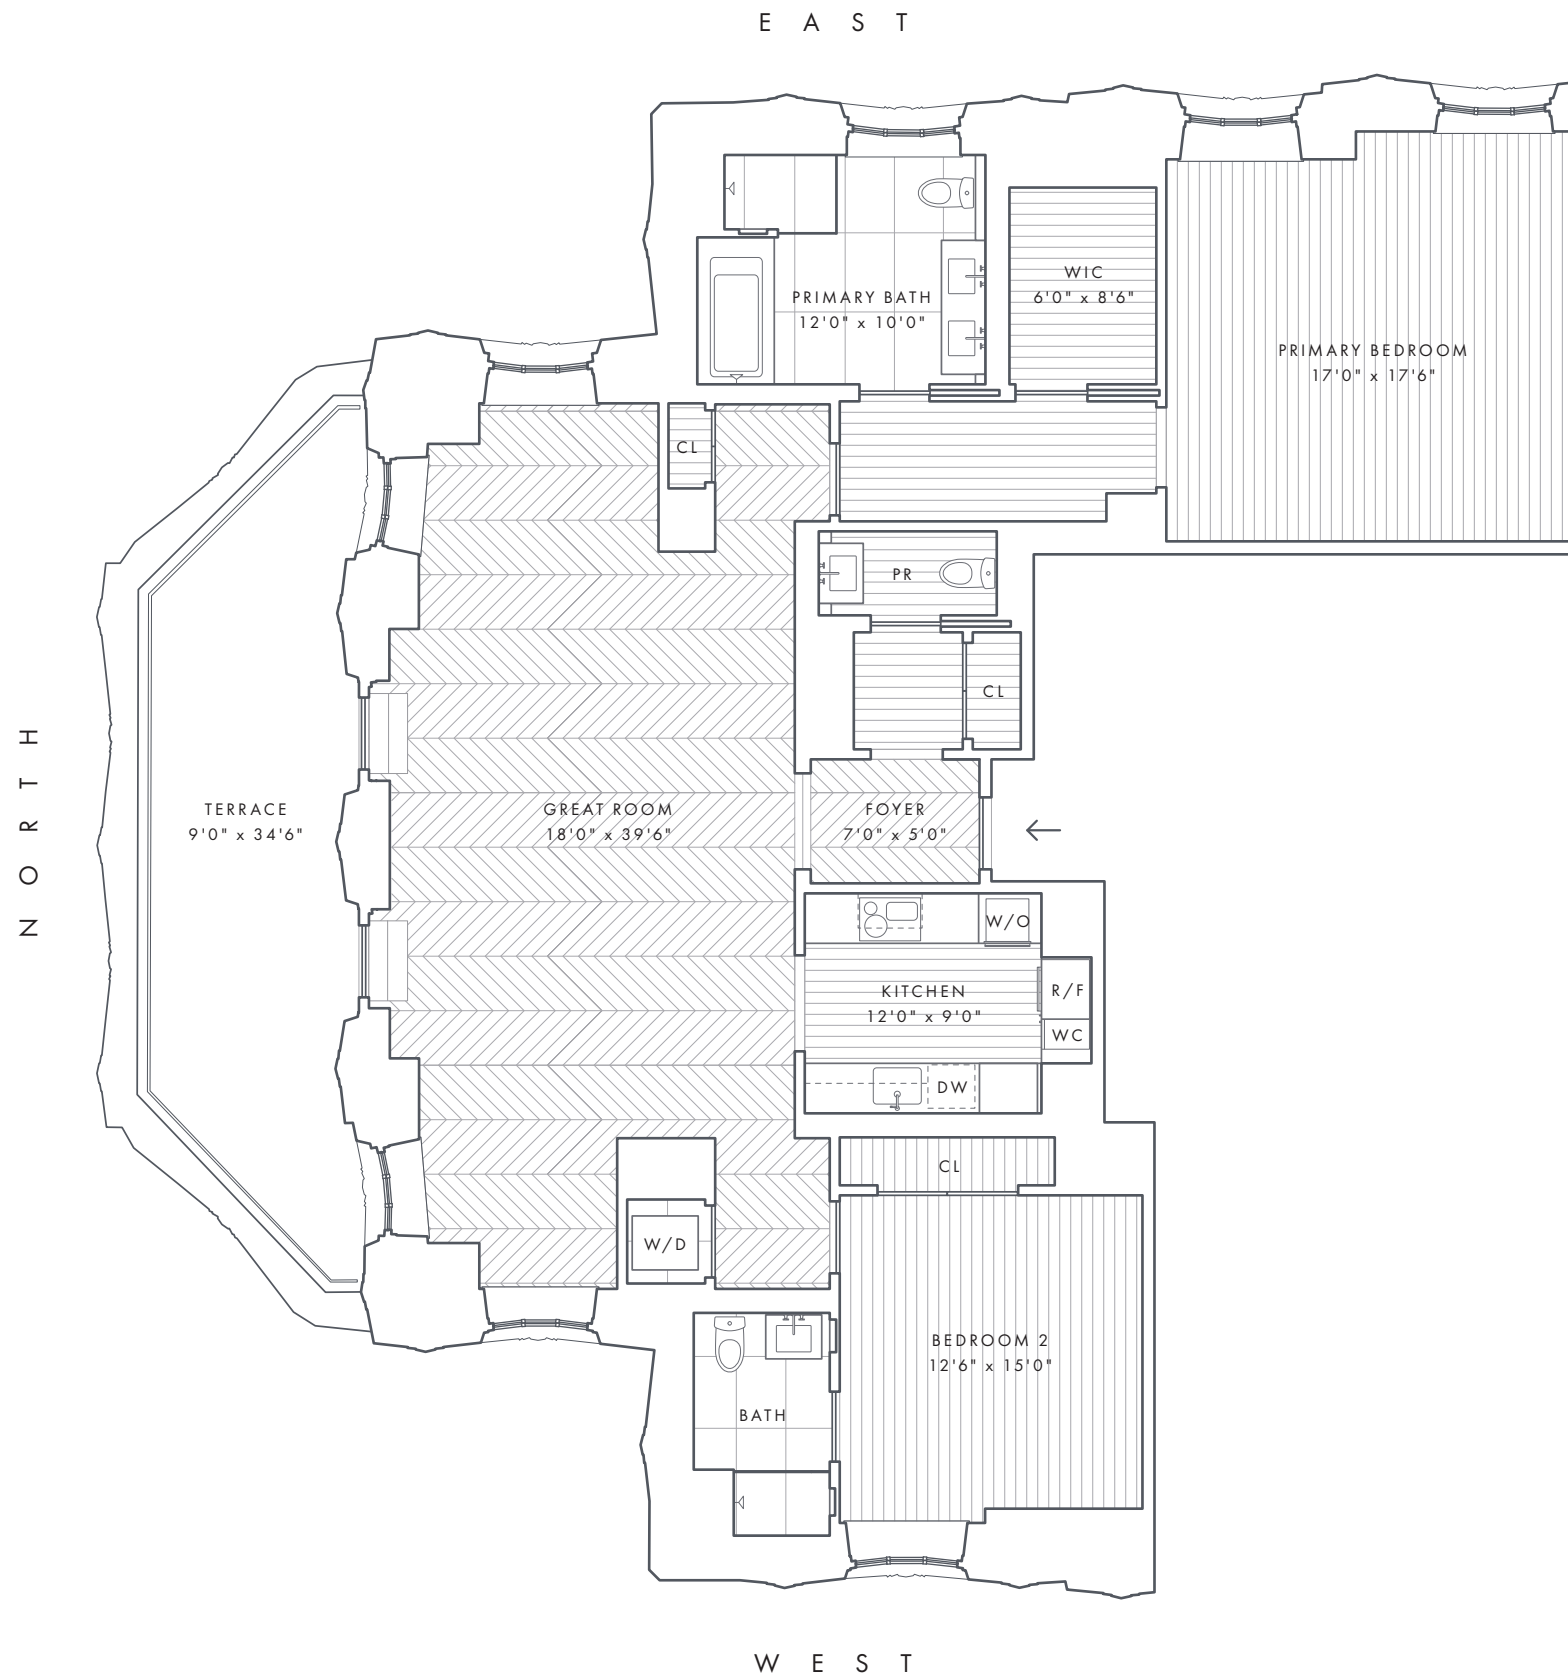 EAST
WIC
6'0" x 8'6"
PRIMARY BATH
12'0" x 10'0"
PRIMARY BEDROOM
17'0" x 17'6"
CL
PR
CL
NORTH
TERRACE
9'0" x 34'6"
GREAT ROOM
18'0" x 39'6"
FOYER
7'0" x 5'0"
W/O
KITCHEN
12'0" x 9'0"
R/F
WC
DW
CL
W/D
BEDROOM 2
12'6" x 15'0"
BATH
WEST